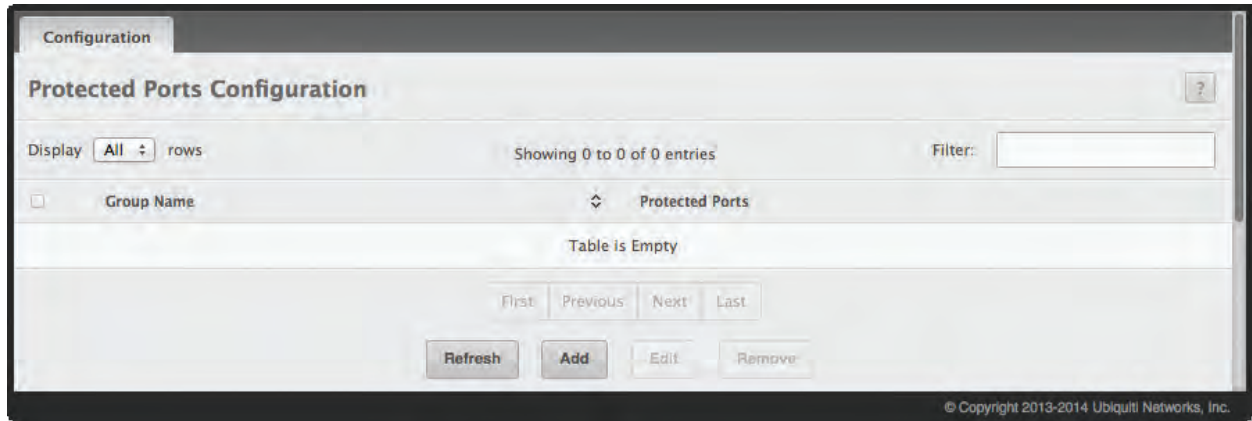 Configuration
Protected Ports Configuration
?
Display All rows
Showing 0 to 0 of 0 entries
Filter:
Group Name
Protected Ports
Table is Empty
First Previous Next Last
Refresh Add Edit Remove
© Copyright 2013-2014 Ubiquiti Networks, Inc.